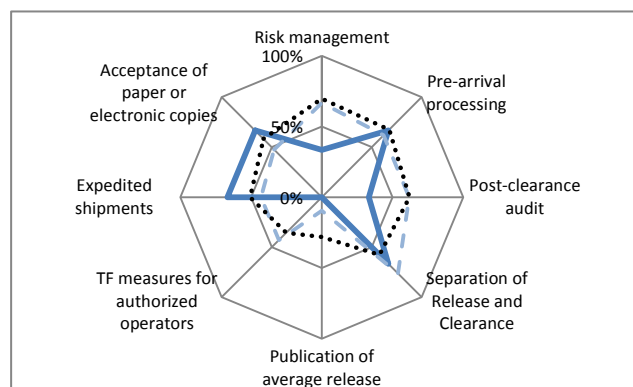 Risk management
100%
Acceptance of
paper or
electronic copies
Pre-arrival
processing
50%
Expedited
shipments
0%
Post-clearance
audit
TF measures for
authorized
operators
Separation of
Release and
Clearance
Publication of
average release